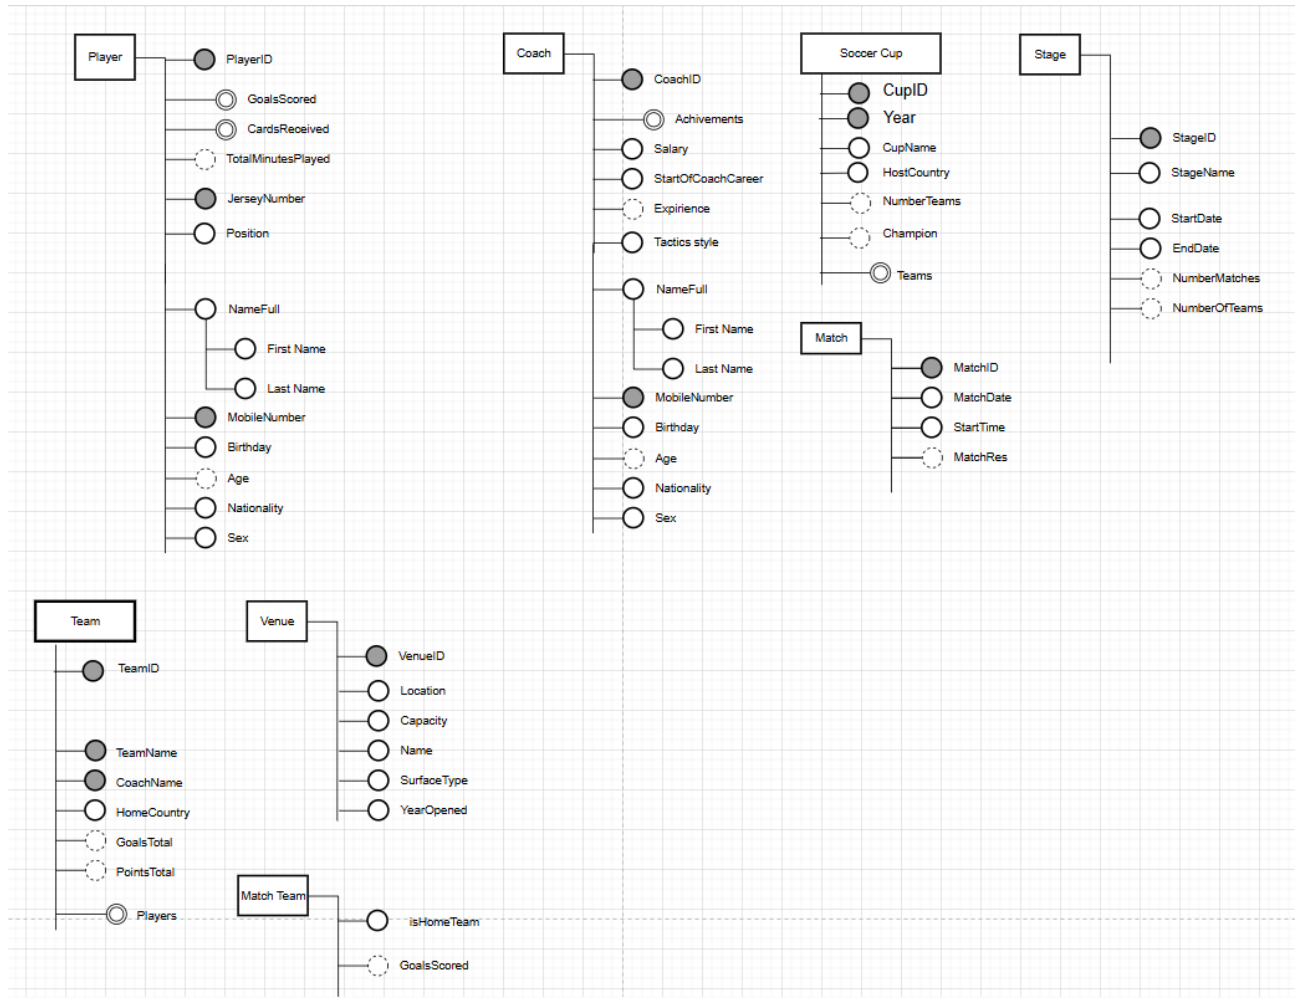 Player
PlayerID
GoalsScored
CardsReceived
TotalMinutesPlayed
JerseyNumber
Position
NameFull
First Name
Last Name
MobileNumber
Birthday
Age
Nationality
Sex
Coach
CoachID
Achivements
Salary
StartOfCoachCareer
Expirience
Tactics style
NameFull
First Name
Last Name
MobileNumber
Birthday
Age
Nationality
Sex
Soccer Cup
CupID
Year
CupName
HostCountry
NumberTeams
Champion
Teams
Stage
StageID
StageName
StartDate
EndDate
NumberMatches
NumberOfTeams
Match
MatchID
MatchDate
StartTime
MatchRes
Team
TeamID
TeamName
CoachName
HomeCountry
GoalsTotal
PointsTotal
Players
Venue
VenueID
Location
Capacity
Name
SurfaceType
YearOpened
Match Team
isHomeTeam
GoalsScored